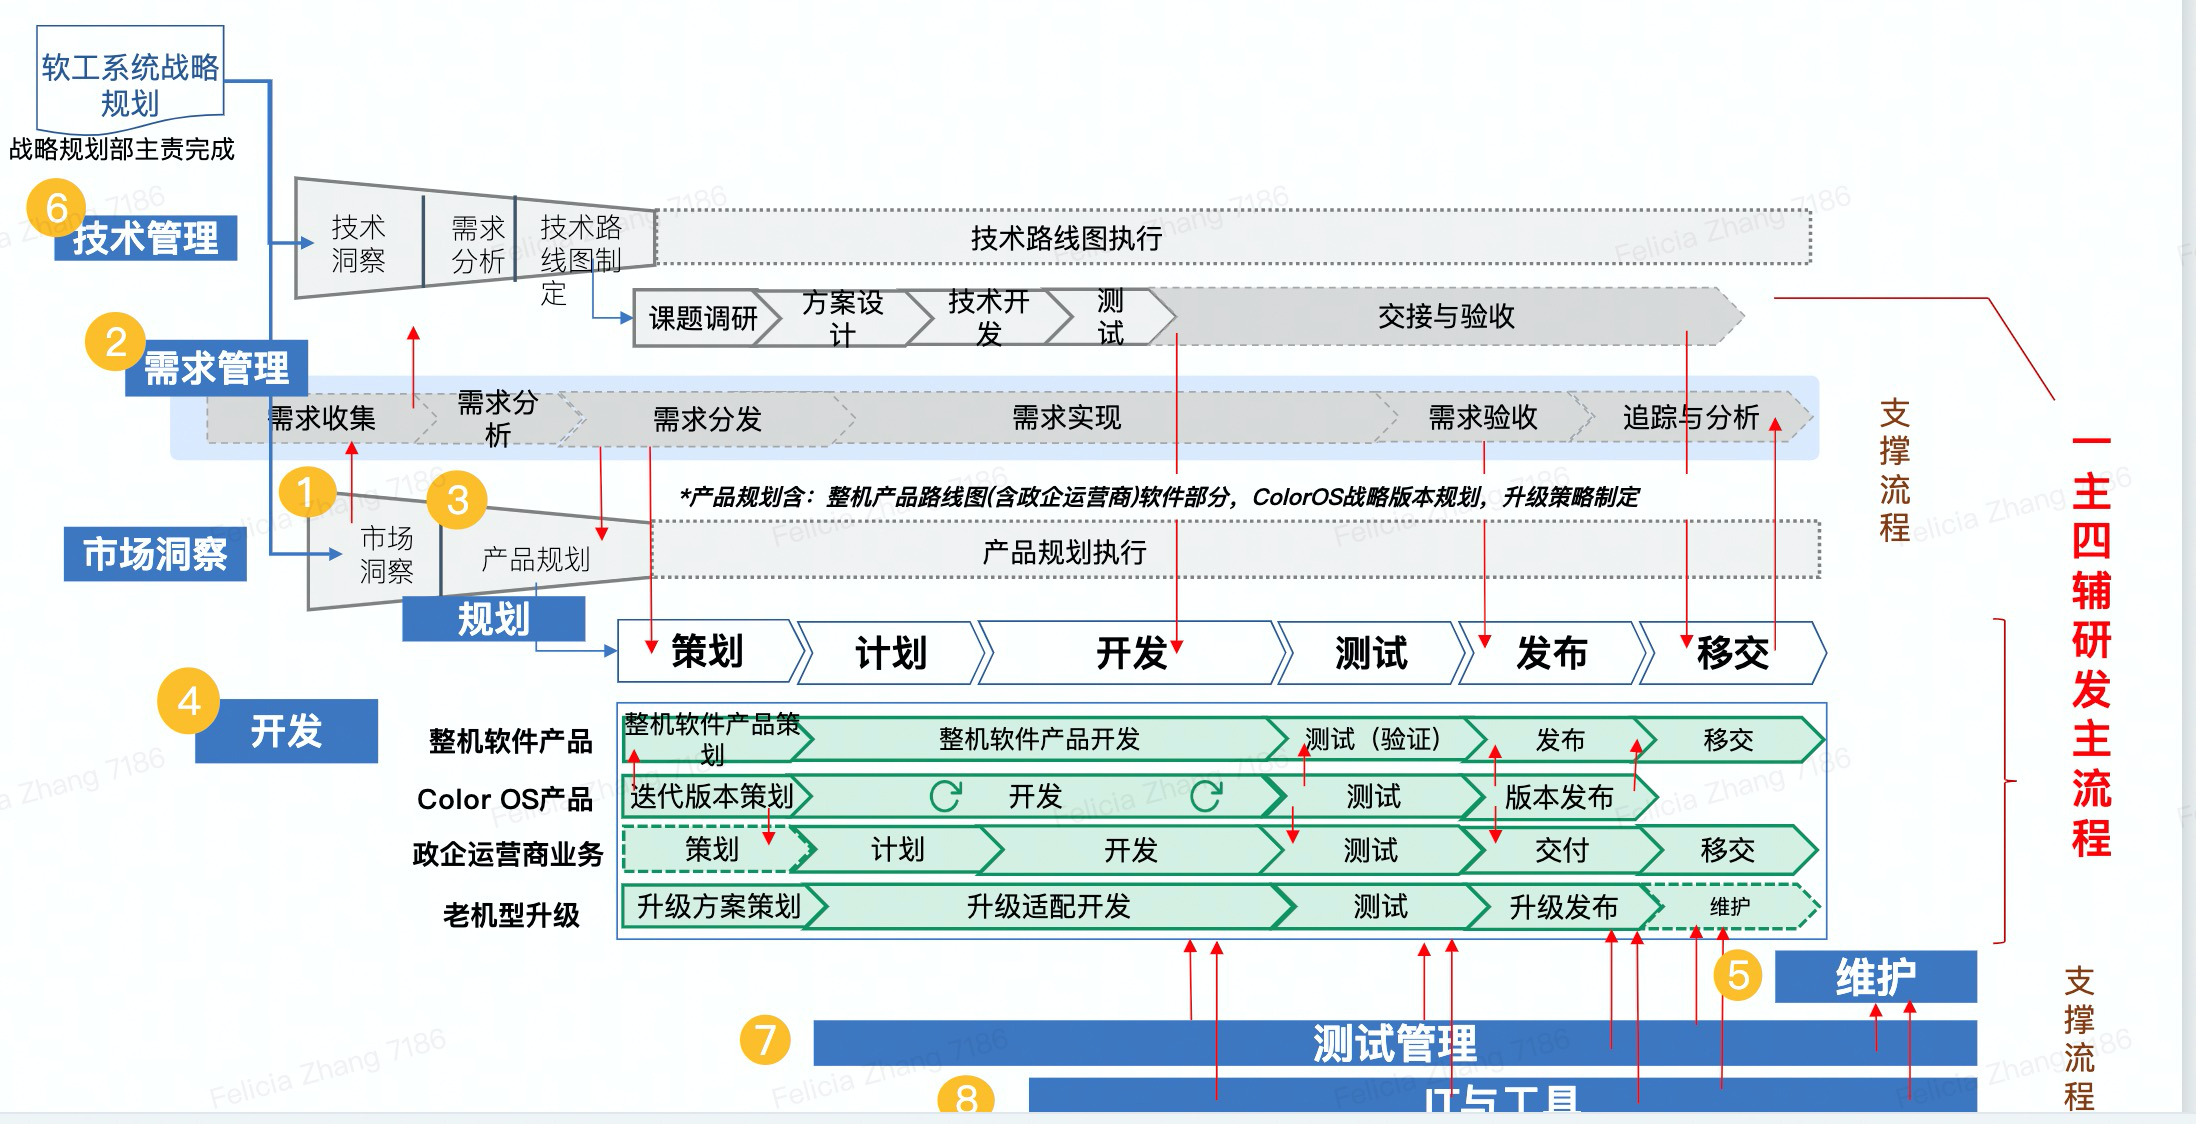 软工系统战略
规划
战略规划部主责完成
6
技术管理
技术
洞察
需求
分析
技术路
线图制
定
技术路线图执行
课题调研
方案设
计
技术开
发
测
试
交接与验收
2
需求管理
需求收集
需求分
析
需求分发
需求实现
需求验收
追踪与分析
支
撑
流
程
1
3
*产品规划含：整机产品路线图(含政企运营商)软件部分，ColorOS战略版本规划，升级策略制定
市场洞察
市场
洞察
产品规划
产品规划执行
规划
策划
计划
开发
测试
发布
移交
4
开发
整机软件产品
整机软件产品策
划
整机软件产品开发
测试（验证）
发布
移交
Color OS产品
迭代版本策划
开发
测试
版本发布
政企运营商业务
策划
计划
开发
测试
交付
移交
老机型升级
升级方案策划
升级适配开发
测试
升级发布
维护
一
主
四
辅
研
发
主
流
程
5
维护
7
测试管理
8
IT与工具
支
撑
流
程
Felicia Zhang 7186